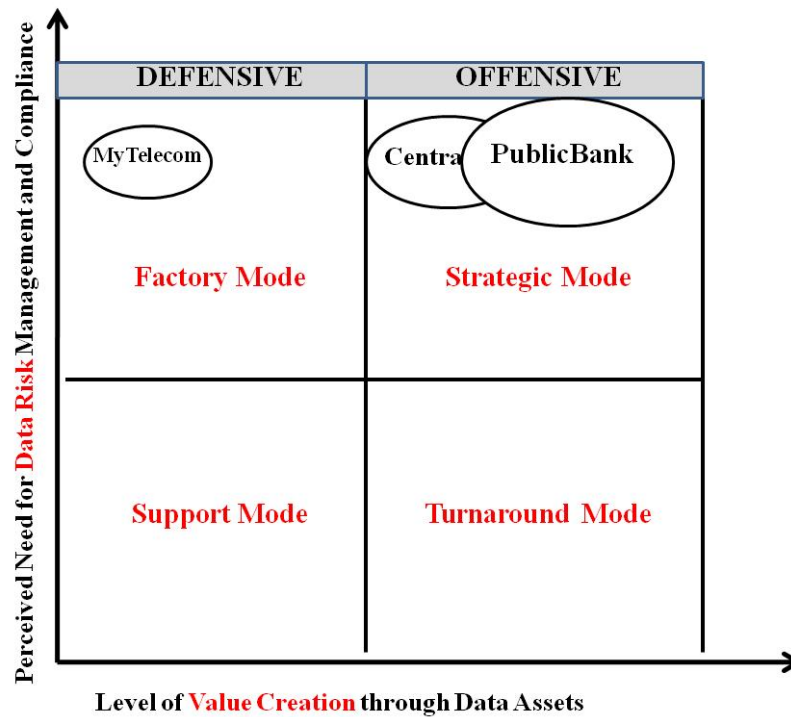 Perceived Need for Data Risk Management and Compliance
DEFENSIVE
OFFENSIVE
MyTelecom
Centra
PublicBank
Factory Mode
Strategic Mode
Support Mode
Turnaround Mode
Level of Value Creation through Data Assets